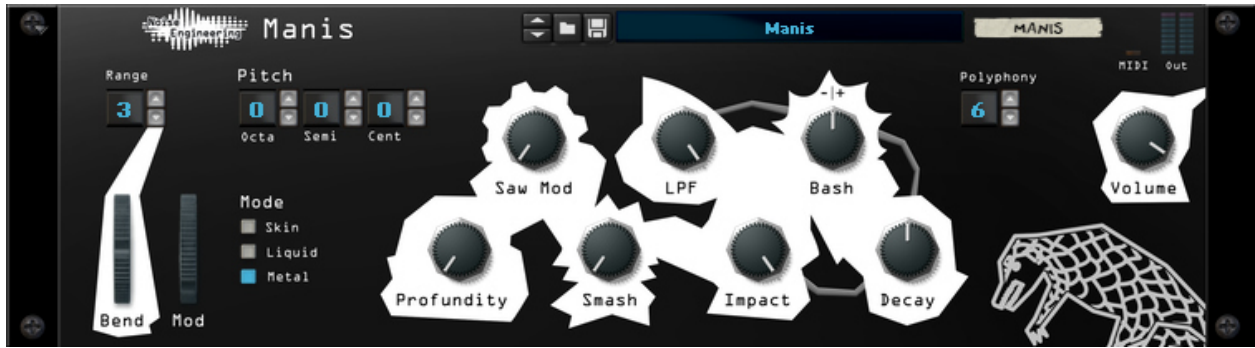 Noise
Engineering
Manis
Manis
MANIS
MIDI
Out
Range
3
Pitch
0
0
0
Octa
Semi
Cent
Polyphony
6
- | +
Saw Mod
LPF
Bash
Volume
Mode
Skin
Liquid
Metal
Profundity
Smash
Impact
Decay
Bend
Mod